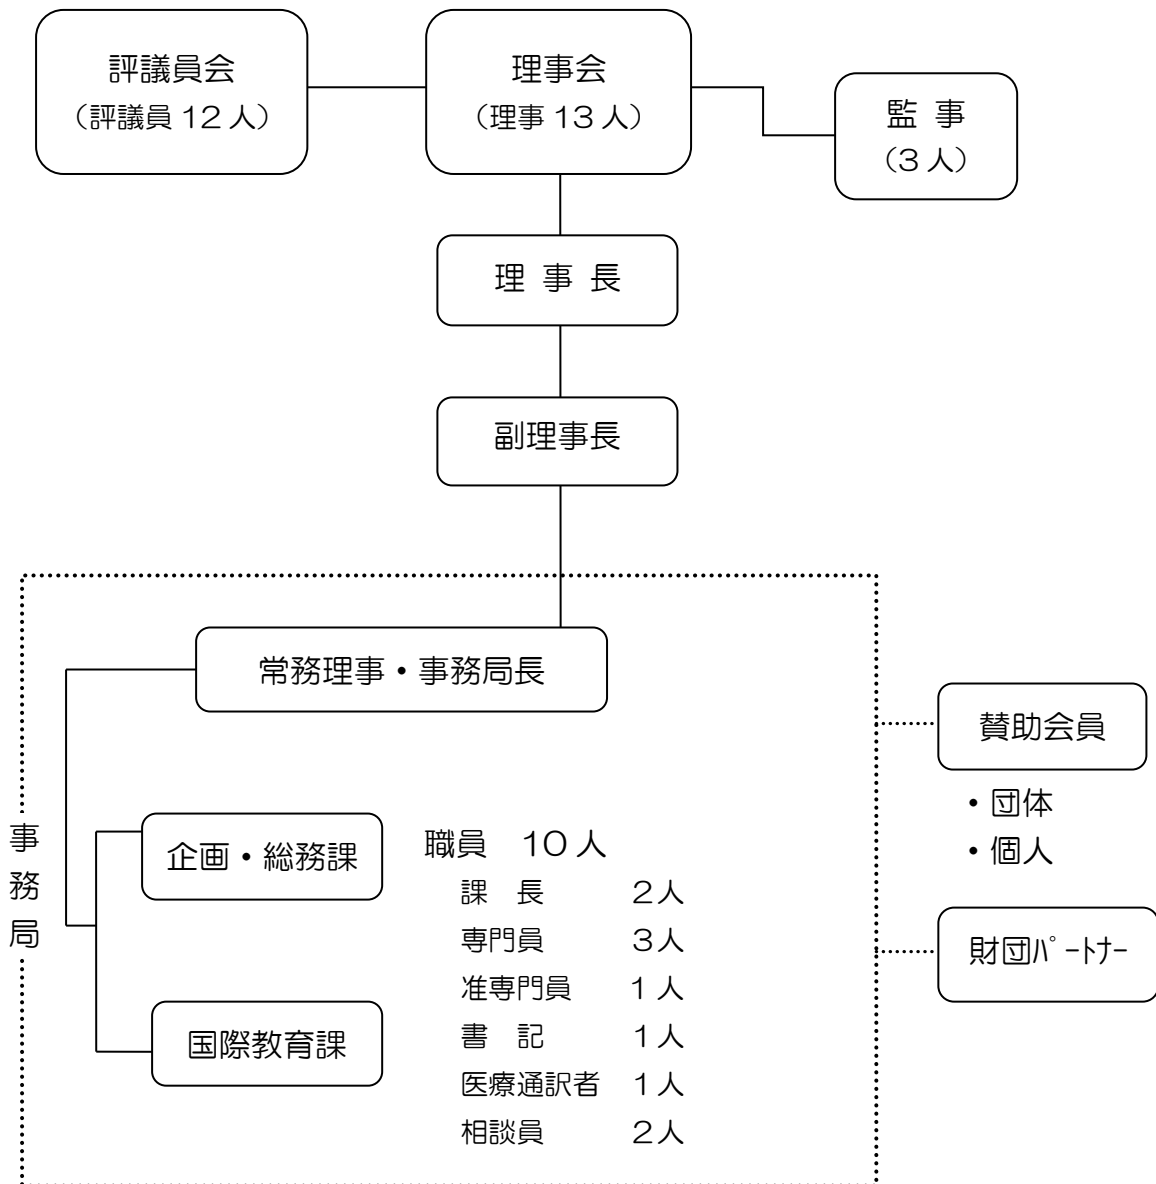 評議員会
（評議員 12 人）
理事会
（理事 13 人）
監 事
（3 人）
理 事 長
副理事長
常務理事・事務局長
事務局
企画・総務課
国際教育課
職員 10 人
課 長 2人
専門員 3人
准専門員 1人
書 記 1人
医療通訳者 1人
相談員 2人
賛助会員
・団体
・個人
財団ﾊﾟｰﾄﾅｰ